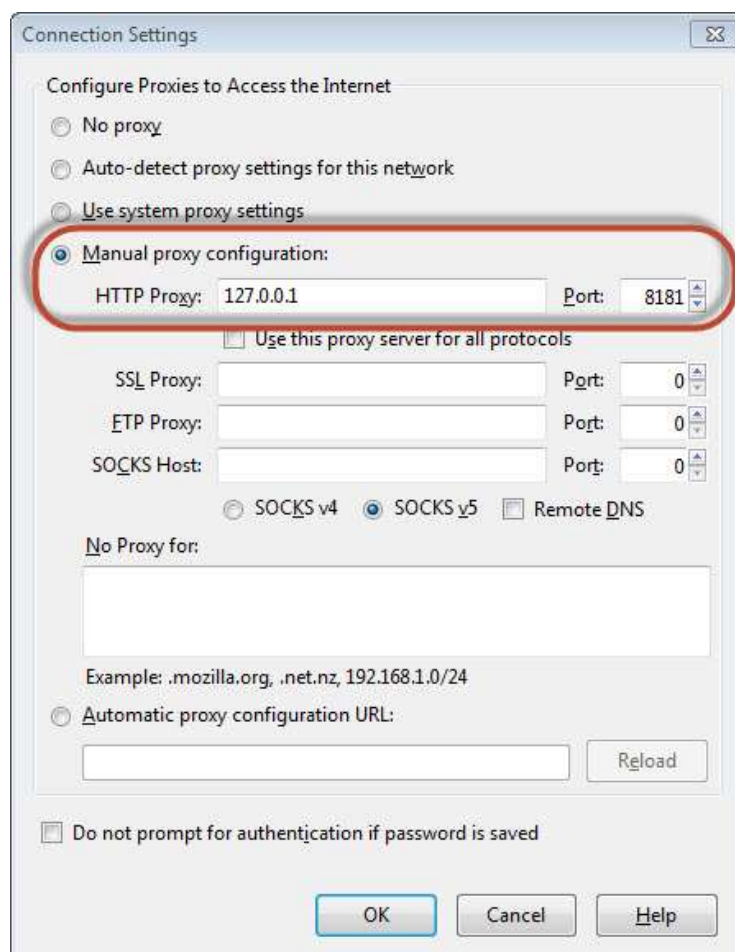 Connection Settings
Configure Proxies to Access the Internet
No proxy
Auto-detect proxy settings for this network
Use system proxy settings
Manual proxy configuration:
HTTP Proxy: 127.0.0.1 Port: 8181
Use this proxy server for all protocols
SSL Proxy: Port: 0
FTP Proxy: Port: 0
SOCKS Host: Port: 0
SOCKS v4 SOCKS v5 Remote DNS
No Proxy for:
Example: .mozilla.org, .net.nz, 192.168.1.0/24
Automatic proxy configuration URL:
Reload
Do not prompt for authentication if password is saved
OK Cancel Help